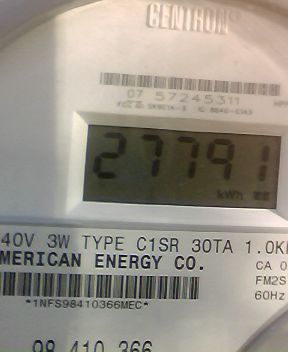 CENTRON®
07 57245311
27791
kWh
40V 3W TYPE C1SR 30TA 1.0K
MERICAN ENERGY CO.
CA 0
FM2S
60Hz
*1NFS98410366MEC*
98 410 366